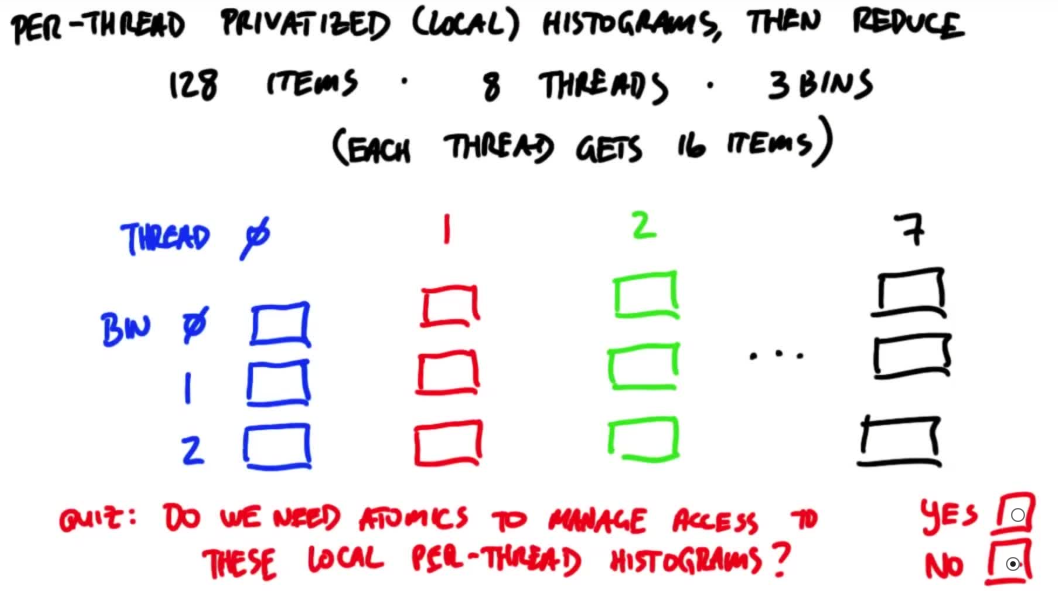 PER-THREAD PRIVATIZED (LOCAL) HISTOGRAMS, THEN REDUCE
128 ITEMS · 8 THREADS · 3 BINS
(EACH THREAD GETS 16 ITEMS)
THREAD 0 1 2 7
BIN 0
1
...
2
QUIZ: DO WE NEED ATOMICS TO MANAGE ACCESS TO YES
THESE LOCAL PER-THREAD HISTOGRAMS? NO